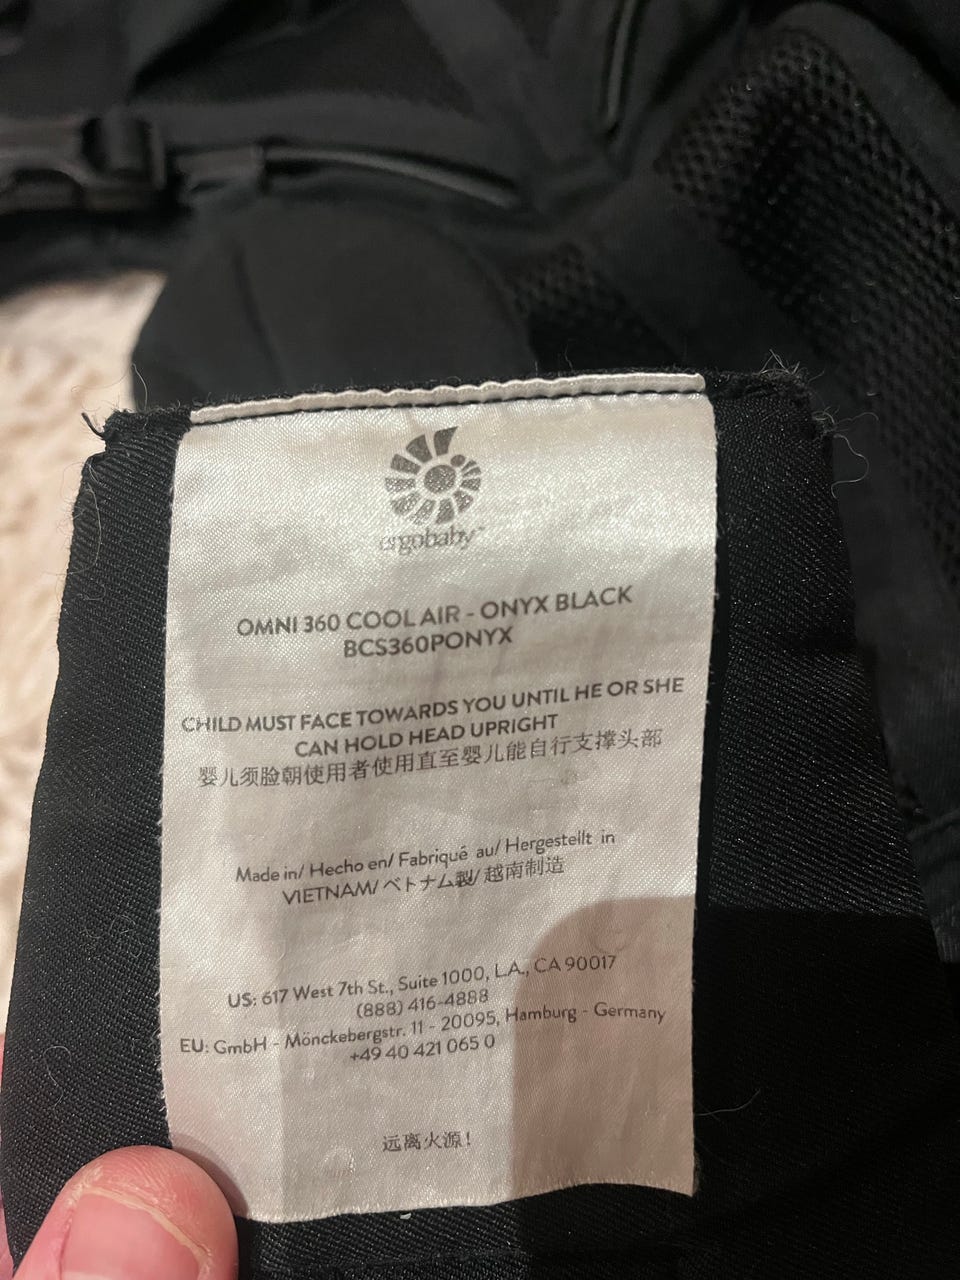 ergobaby™
OMNI 360 COOL AIR - ONYX BLACK
BCS360PONYX
CHILD MUST FACE TOWARDS YOU UNTIL HE OR SHE
CAN HOLD HEAD UPRIGHT
婴儿须脸朝使用者使用直至婴儿能自行支撑头部
Made in/ Hecho en/ Fabriqué au/ Hergestellt in
VIETNAM/ ベトナム製/ 越南制造
US: 617 West 7th St., Suite 1000, L.A., CA 90017
(888) 416-4888
EU: GmbH - Mönckebergstr. 11 - 20095, Hamburg - Germany
+49 40 421 065 0
远离火源！